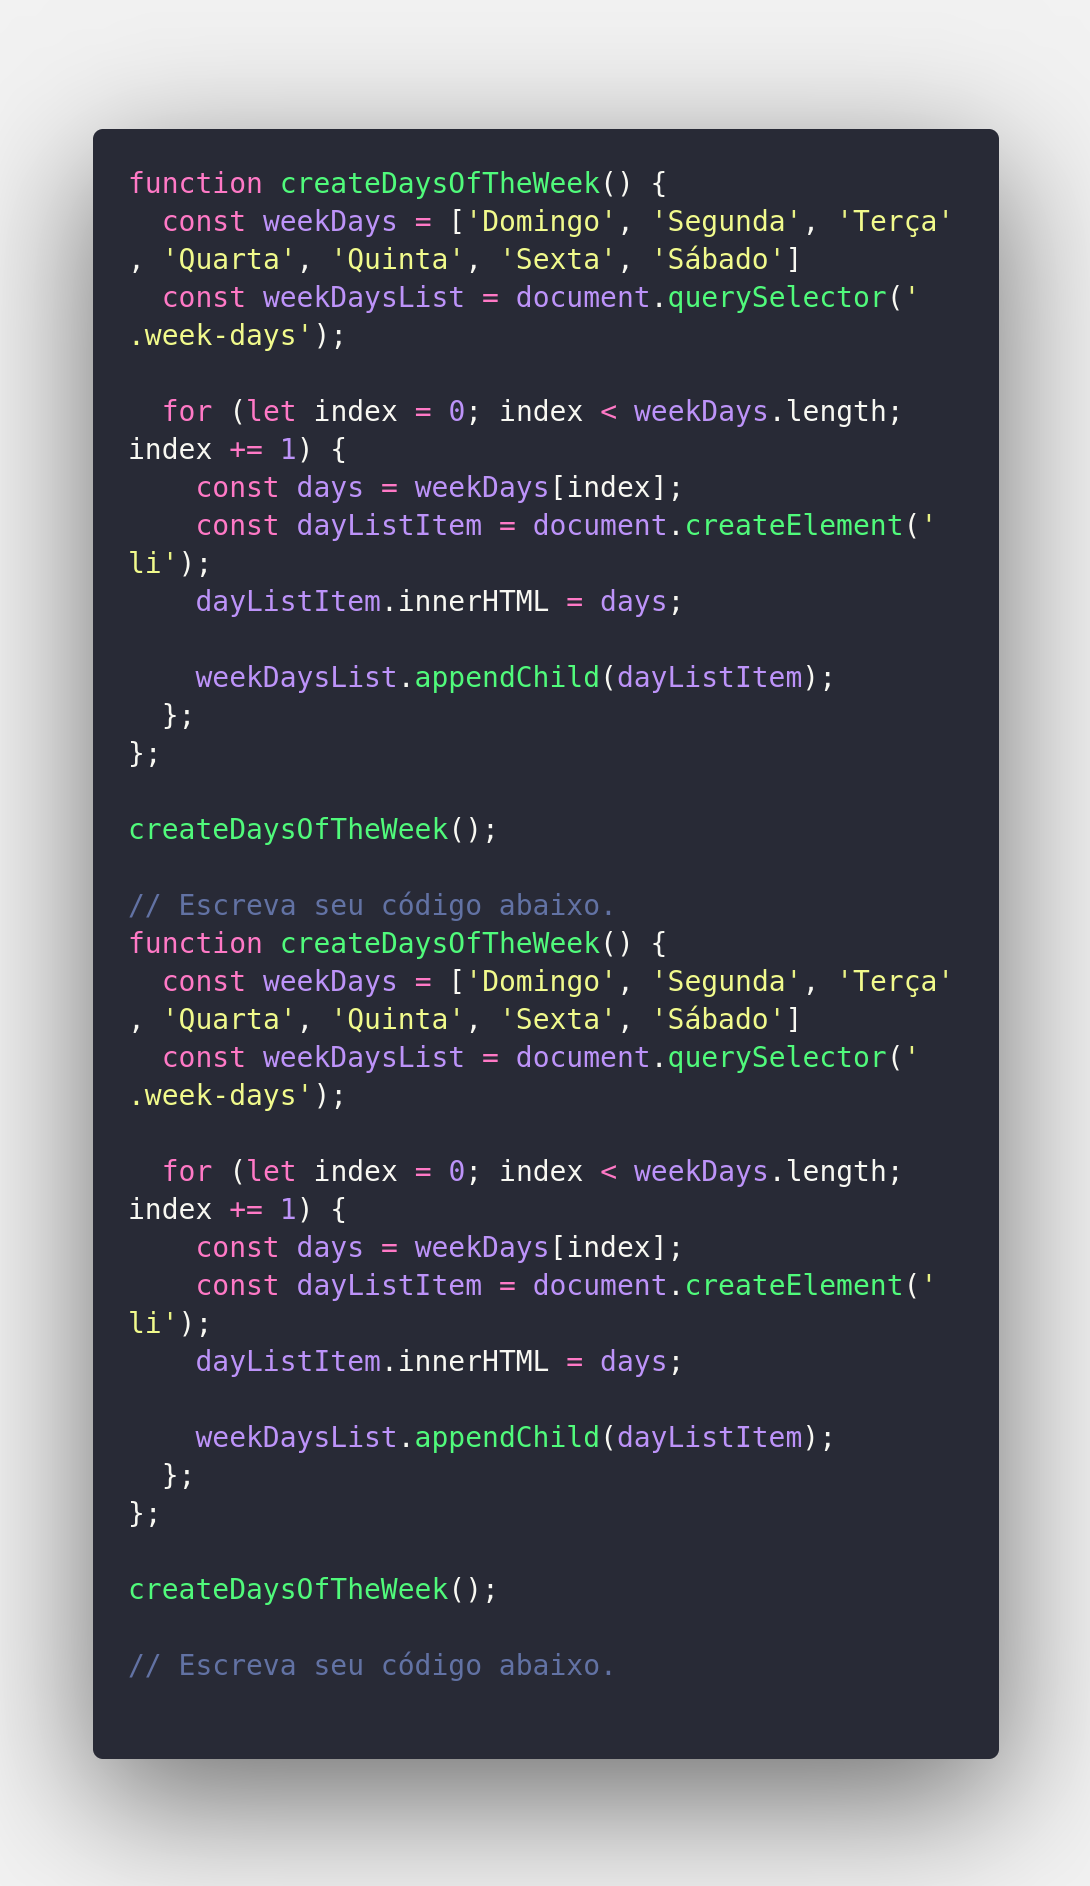 function createDaysOfTheWeek() {
  const weekDays = ['Domingo', 'Segunda', 'Terça'
, 'Quarta', 'Quinta', 'Sexta', 'Sábado']
  const weekDaysList = document.querySelector('
.week-days');

  for (let index = 0; index < weekDays.length;
index += 1) {
    const days = weekDays[index];
    const dayListItem = document.createElement('
li');
    dayListItem.innerHTML = days;

    weekDaysList.appendChild(dayListItem);
  };
};

createDaysOfTheWeek();

// Escreva seu código abaixo.
function createDaysOfTheWeek() {
  const weekDays = ['Domingo', 'Segunda', 'Terça'
, 'Quarta', 'Quinta', 'Sexta', 'Sábado']
  const weekDaysList = document.querySelector('
.week-days');

  for (let index = 0; index < weekDays.length;
index += 1) {
    const days = weekDays[index];
    const dayListItem = document.createElement('
li');
    dayListItem.innerHTML = days;

    weekDaysList.appendChild(dayListItem);
  };
};

createDaysOfTheWeek();

// Escreva seu código abaixo.